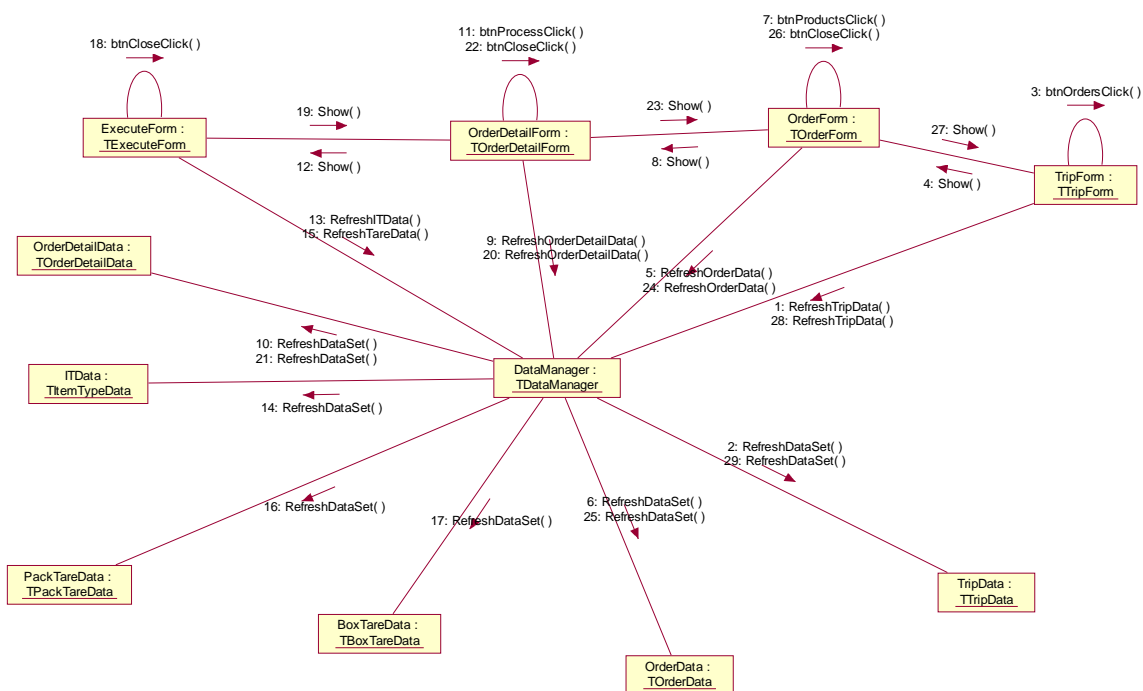 7: btnProductsClick( )
26: btnCloseClick( )
11: btnProcessClick( )
22: btnCloseClick( )
18: btnCloseClick( )
3: btnOrdersClick( )
19: Show( )
23: Show( )
ExecuteForm :
TExecuteForm
OrderDetailForm :
TOrderDetailForm
OrderForm :
TOrderForm
27: Show( )
12: Show( )
8: Show( )
4: Show( )
TripForm :
TTripForm
13: RefreshITData( )
15: RefreshTareData( )
9: RefreshOrderDetailData( )
20: RefreshOrderDetailData( )
OrderDetailData :
TOrderDetailData
5: RefreshOrderData( )
24: RefreshOrderData( )
1: RefreshTripData( )
28: RefreshTripData( )
10: RefreshDataSet( )
21: RefreshDataSet( )
ITData :
TItemTypeData
DataManager :
TDataManager
14: RefreshDataSet( )
2: RefreshDataSet( )
29: RefreshDataSet( )
16: RefreshDataSet( )
17: RefreshDataSet( )
6: RefreshDataSet( )
25: RefreshDataSet( )
PackTareData :
TPackTareData
TripData :
TTripData
BoxTareData :
TBoxTareData
OrderData :
TOrderData